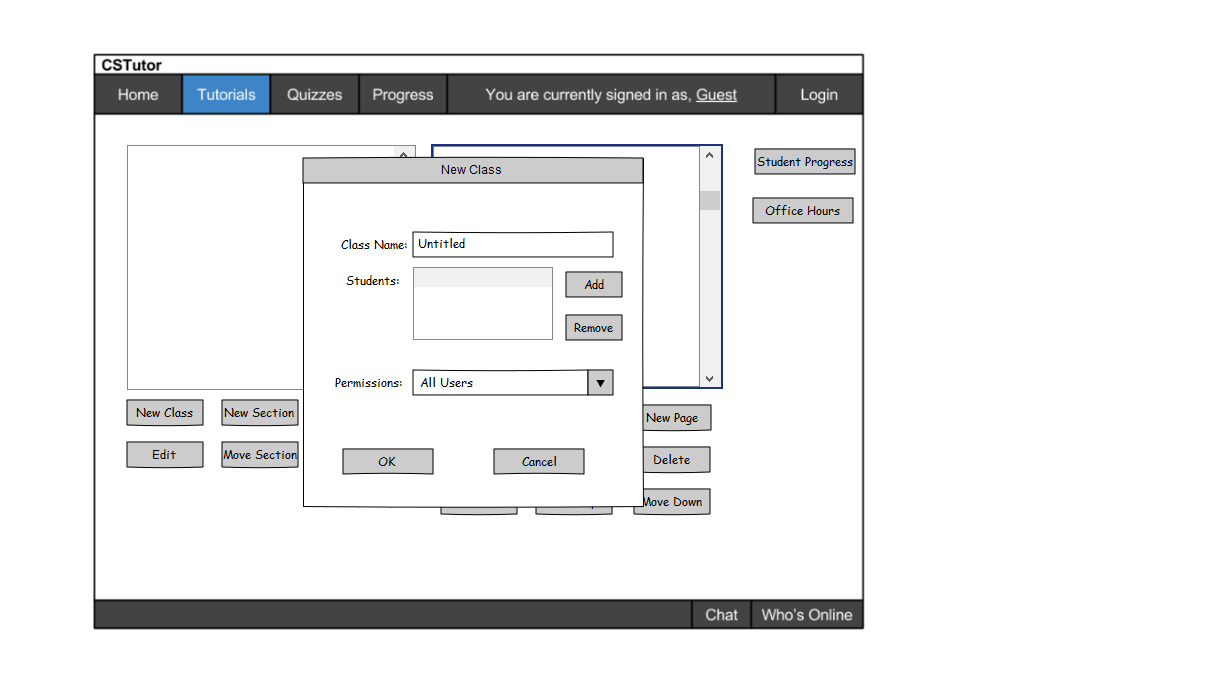 CSTutor
Home Tutorials Quizzes Progress You are currently signed in as, Guest Login
New Class
Student Progress
Office Hours
Class Name: Untitled
Students:
Add
Remove
Permissions: All Users
New Class New Section New Page
Edit Move Section OK Cancel Delete
Move Down
Chat Who's Online